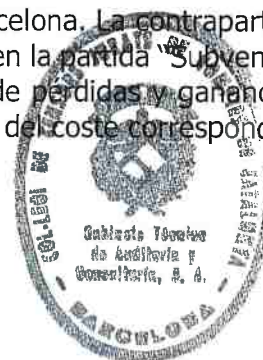 celona. La contrapart
en la partida "Subven
de pérdidas y gananc
del coste correspond
Gabinete Técnico
de Auditoría y
Consultoría, S. A.
BARCELONA